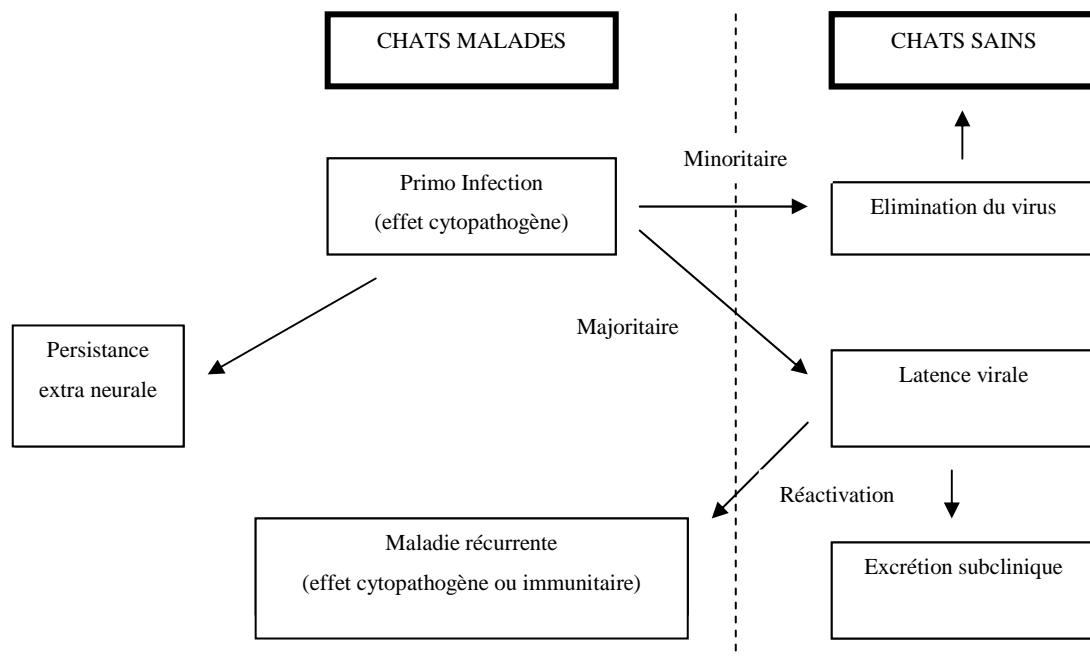 CHATS MALADES
CHATS SAINS
Minoritaire
Primo Infection
(effet cytopathogène)
Elimination du virus
Majoritaire
Persistance
extra neurale
Latence virale
Réactivation
Maladie récurrente
(effet cytopathogène ou immunitaire)
Excrétion subclinique